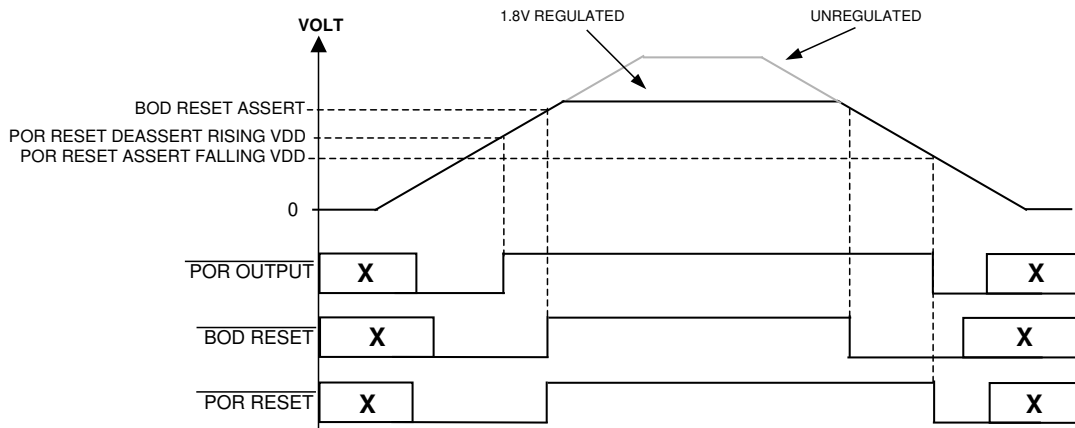 VOLT
1.8V REGULATED
UNREGULATED
BOD RESET ASSERT
POR RESET DEASSERT RISING VDD
POR RESET ASSERT FALLING VDD
0
POR OUTPUT
X
X
BOD RESET
X
X
POR RESET
X
X